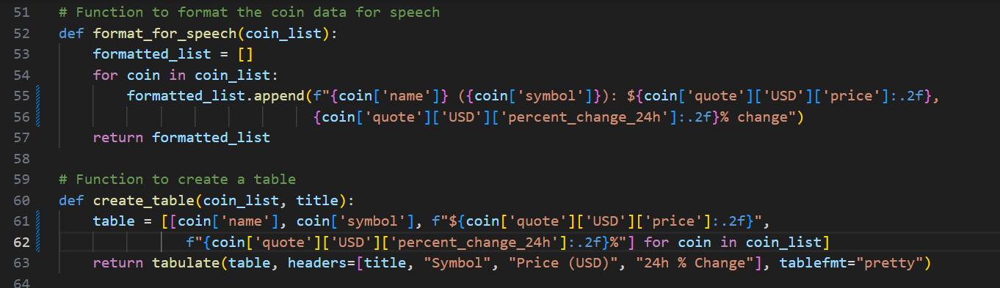 51 # Function to format the coin data for speech
52 def format_for_speech(coin_list):
53     formatted_list = []
54     for coin in coin_list:
55         formatted_list.append(f"{coin['name']} ({coin['symbol']}): ${coin['quote']['USD']['price']:.2f},
56                               {coin['quote']['USD']['percent_change_24h']:.2f}% change")
57     return formatted_list
58
59 # Function to create a table
60 def create_table(coin_list, title):
61     table = [[coin['name'], coin['symbol'], f"${coin['quote']['USD']['price']:.2f}",
62                f"{coin['quote']['USD']['percent_change_24h']:.2f}%"] for coin in coin_list]
63     return tabulate(table, headers=[title, "Symbol", "Price (USD)", "24h % Change"], tablefmt="pretty")
64